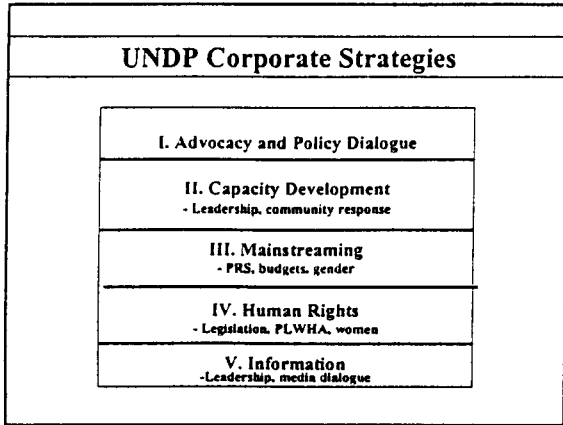 UNDP Corporate Strategies
I. Advocacy and Policy Dialogue
II. Capacity Development
- Leadership, community response
III. Mainstreaming
- PRS, budgets, gender
IV. Human Rights
- Legislation, PLWHA, women
V. Information
-Leadership, media dialogue